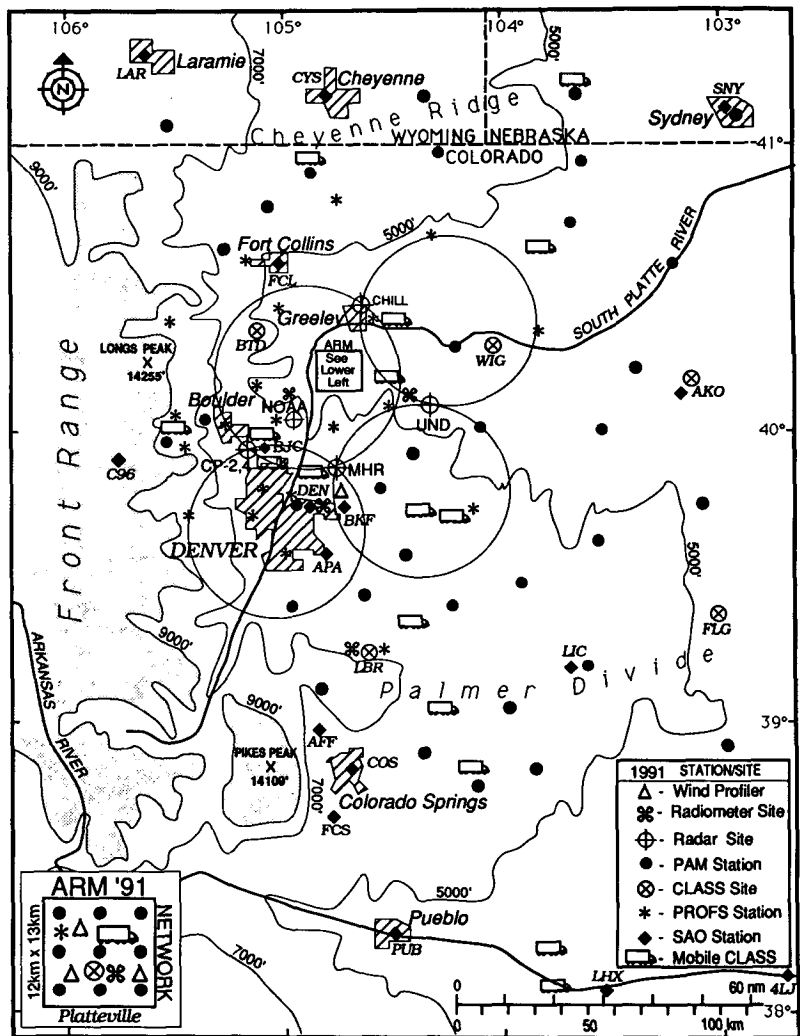 106°
105°
104°
103°
LAR
Laramie
7000'
CYS
Cheyenne
5000'
SNY
Sydney
N
Cheyenne Ridge
WYOMING NEBRASKA
COLORADO
41°
9000'
5000'
Fort Collins
FCL
SOUTH PLATTE RIVER
CHILL
Greeley
BTD
LONGS PEAK
14255'
ARM
See
Lower
Left
WIG
AKO
Front Range
Boulder
NOAA
UND
40°
BJC
CP-2,4
MHR
C96
DEN
BKF
DENVER
APA
5000'
FLG
ARKANSAS
RIVER
9000'
LBR
LIC
Palmer Divide
9000'
39°
AFF
PIKES PEAK
14109'
COS
7000'
Colorado Springs
FCS
1991 STATION/SITE
- Wind Profiler
- Radiometer Site
- Radar Site
- PAM Station
- CLASS Site
- PROFS Station
- SAO Station
- Mobile CLASS
ARM '91
12km x 13km
NETWORK
Platteville
5000'
Pueblo
PUB
7000'
LHX
4LJ
0
60 nm
0
50
100 km
38°